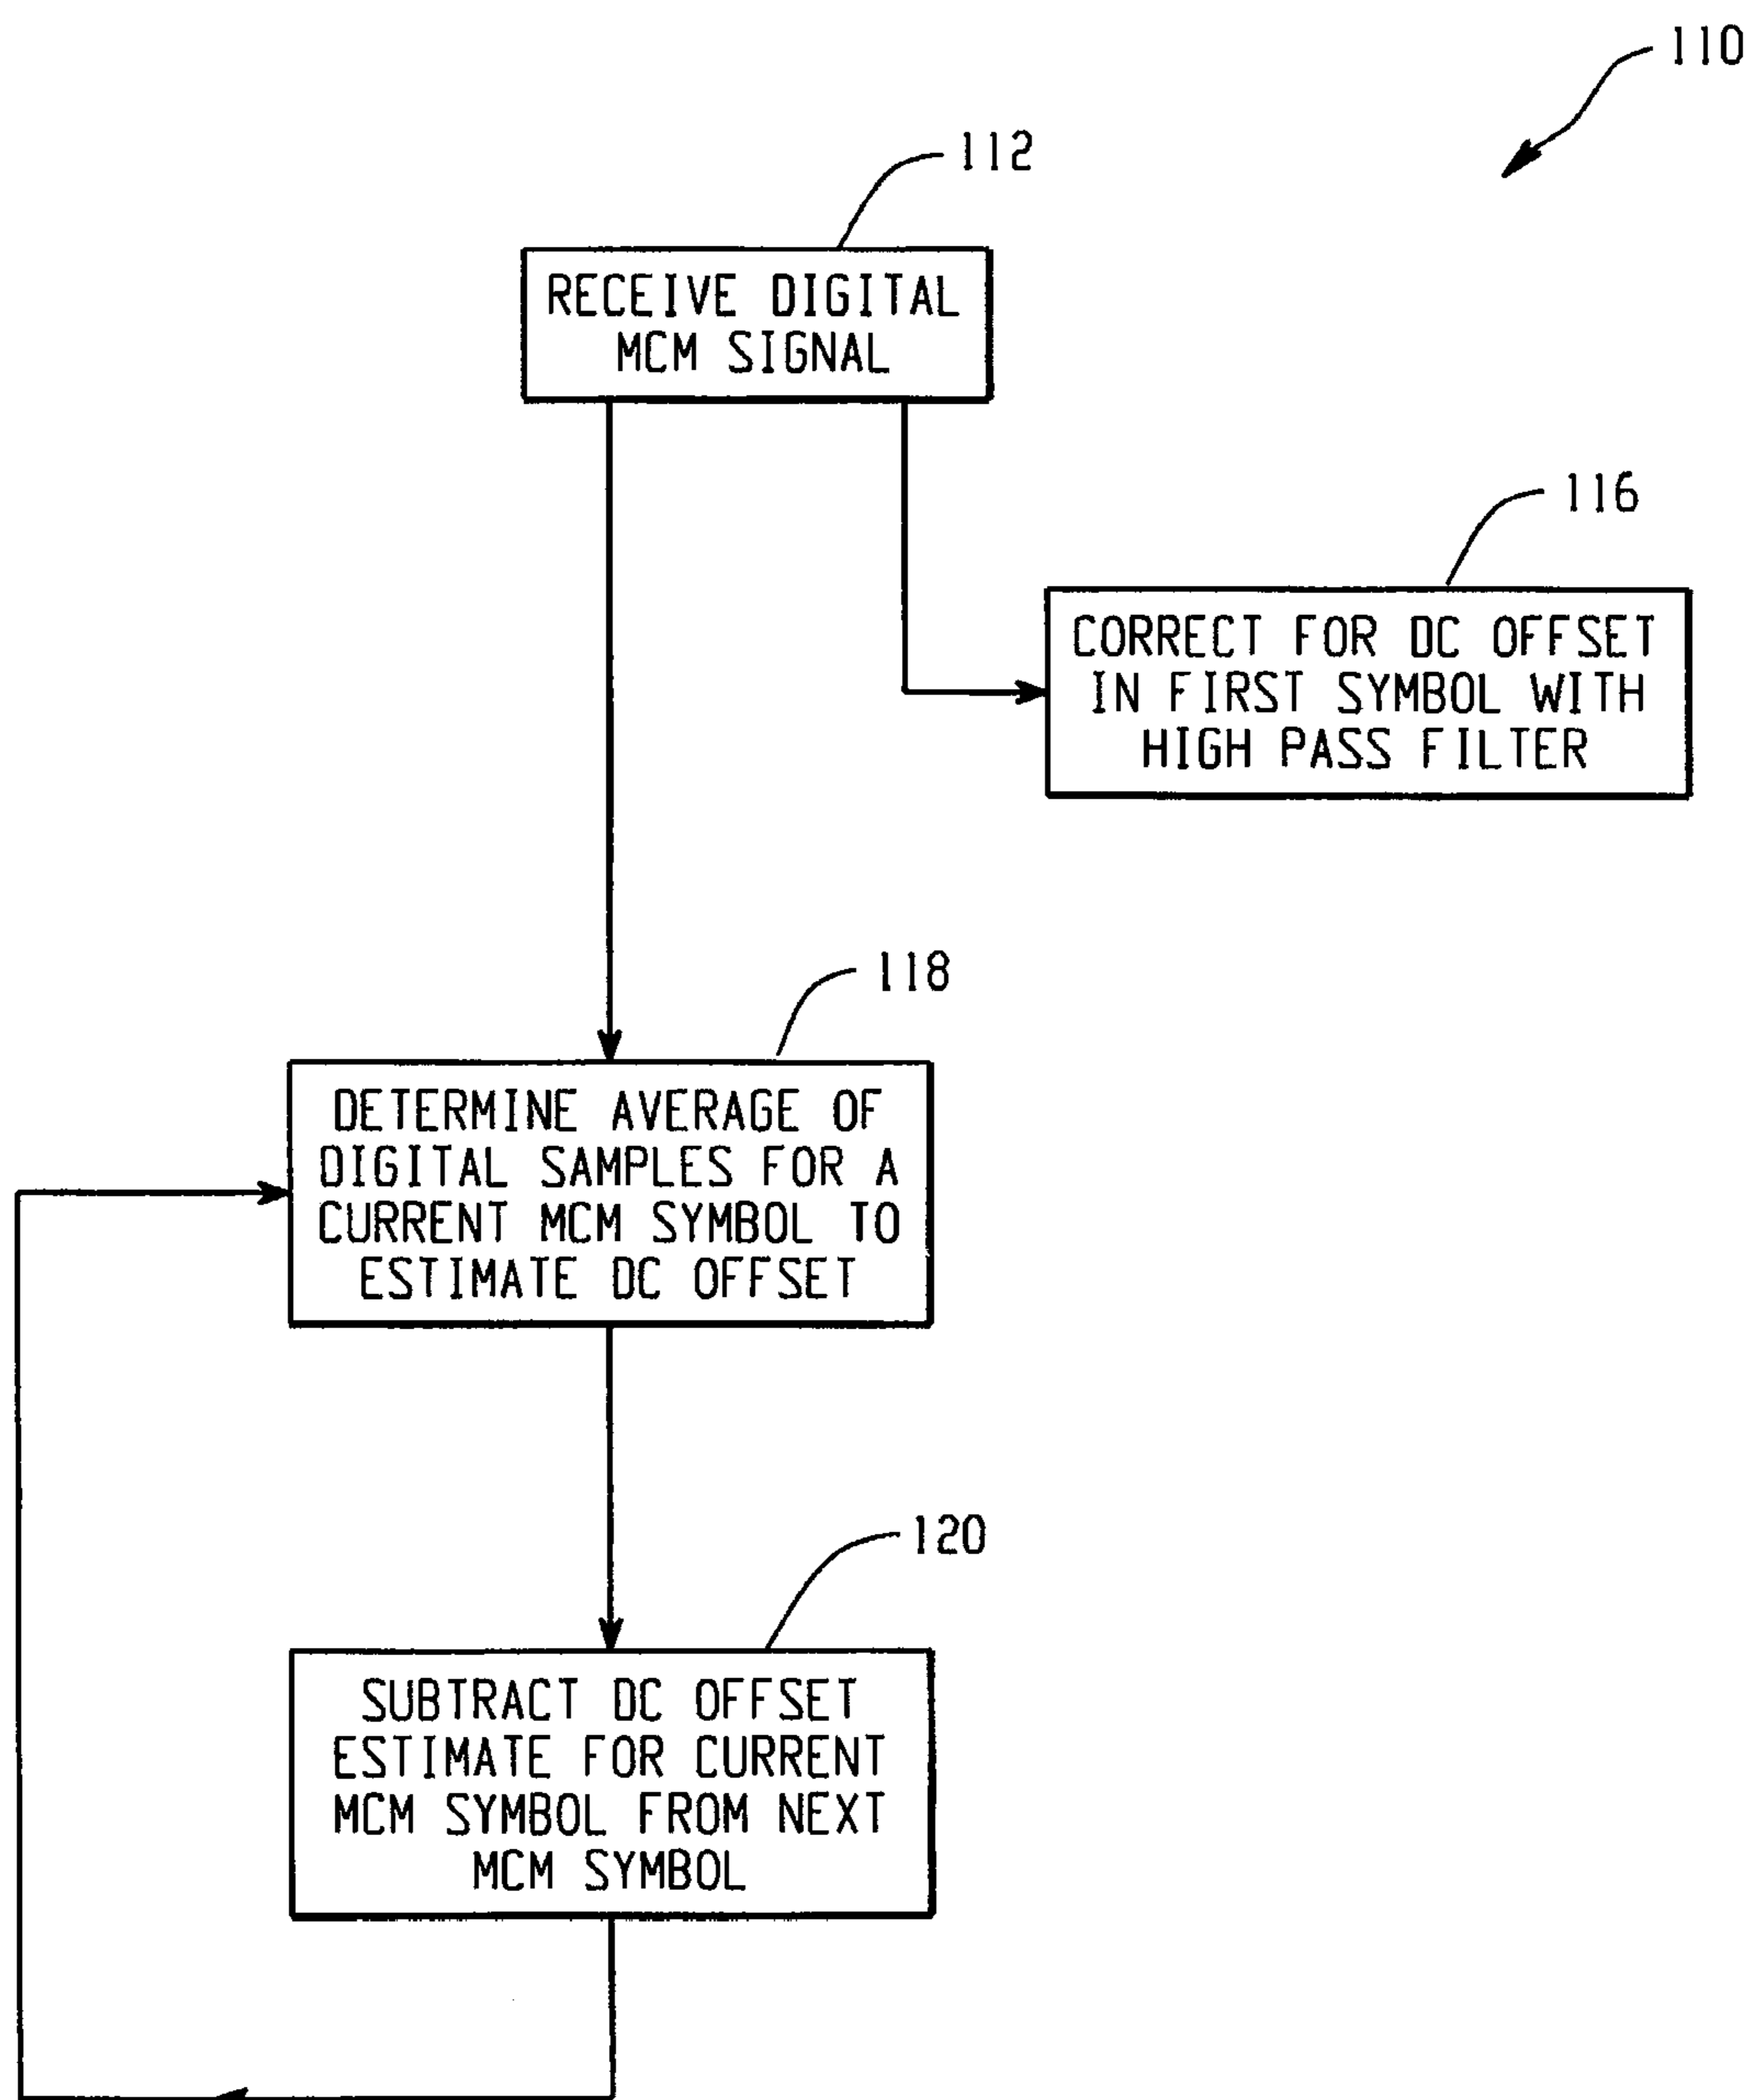 110
112
RECEIVE DIGITAL
MCM SIGNAL
116
CORRECT FOR DC OFFSET
IN FIRST SYMBOL WITH
HIGH PASS FILTER
118
DETERMINE AVERAGE OF
DIGITAL SAMPLES FOR A
CURRENT MCM SYMBOL TO
ESTIMATE DC OFFSET
120
SUBTRACT DC OFFSET
ESTIMATE FOR CURRENT
MCM SYMBOL FROM NEXT
MCM SYMBOL